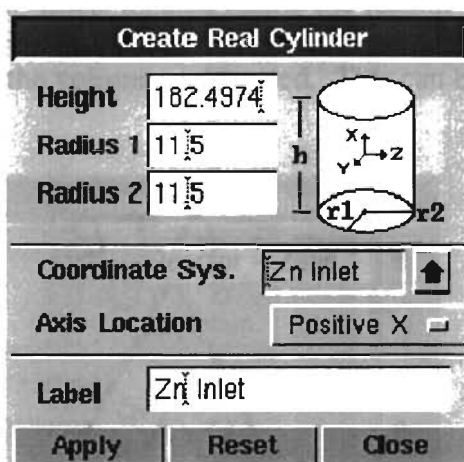 Create Real Cylinder
Height 182.4974
Radius 1 11.5
Radius 2 11.5
h
X
Y
Z
r1
r2
Coordinate Sys. Zn Inlet
Axis Location Positive X
Label Zn Inlet
Apply Reset Close